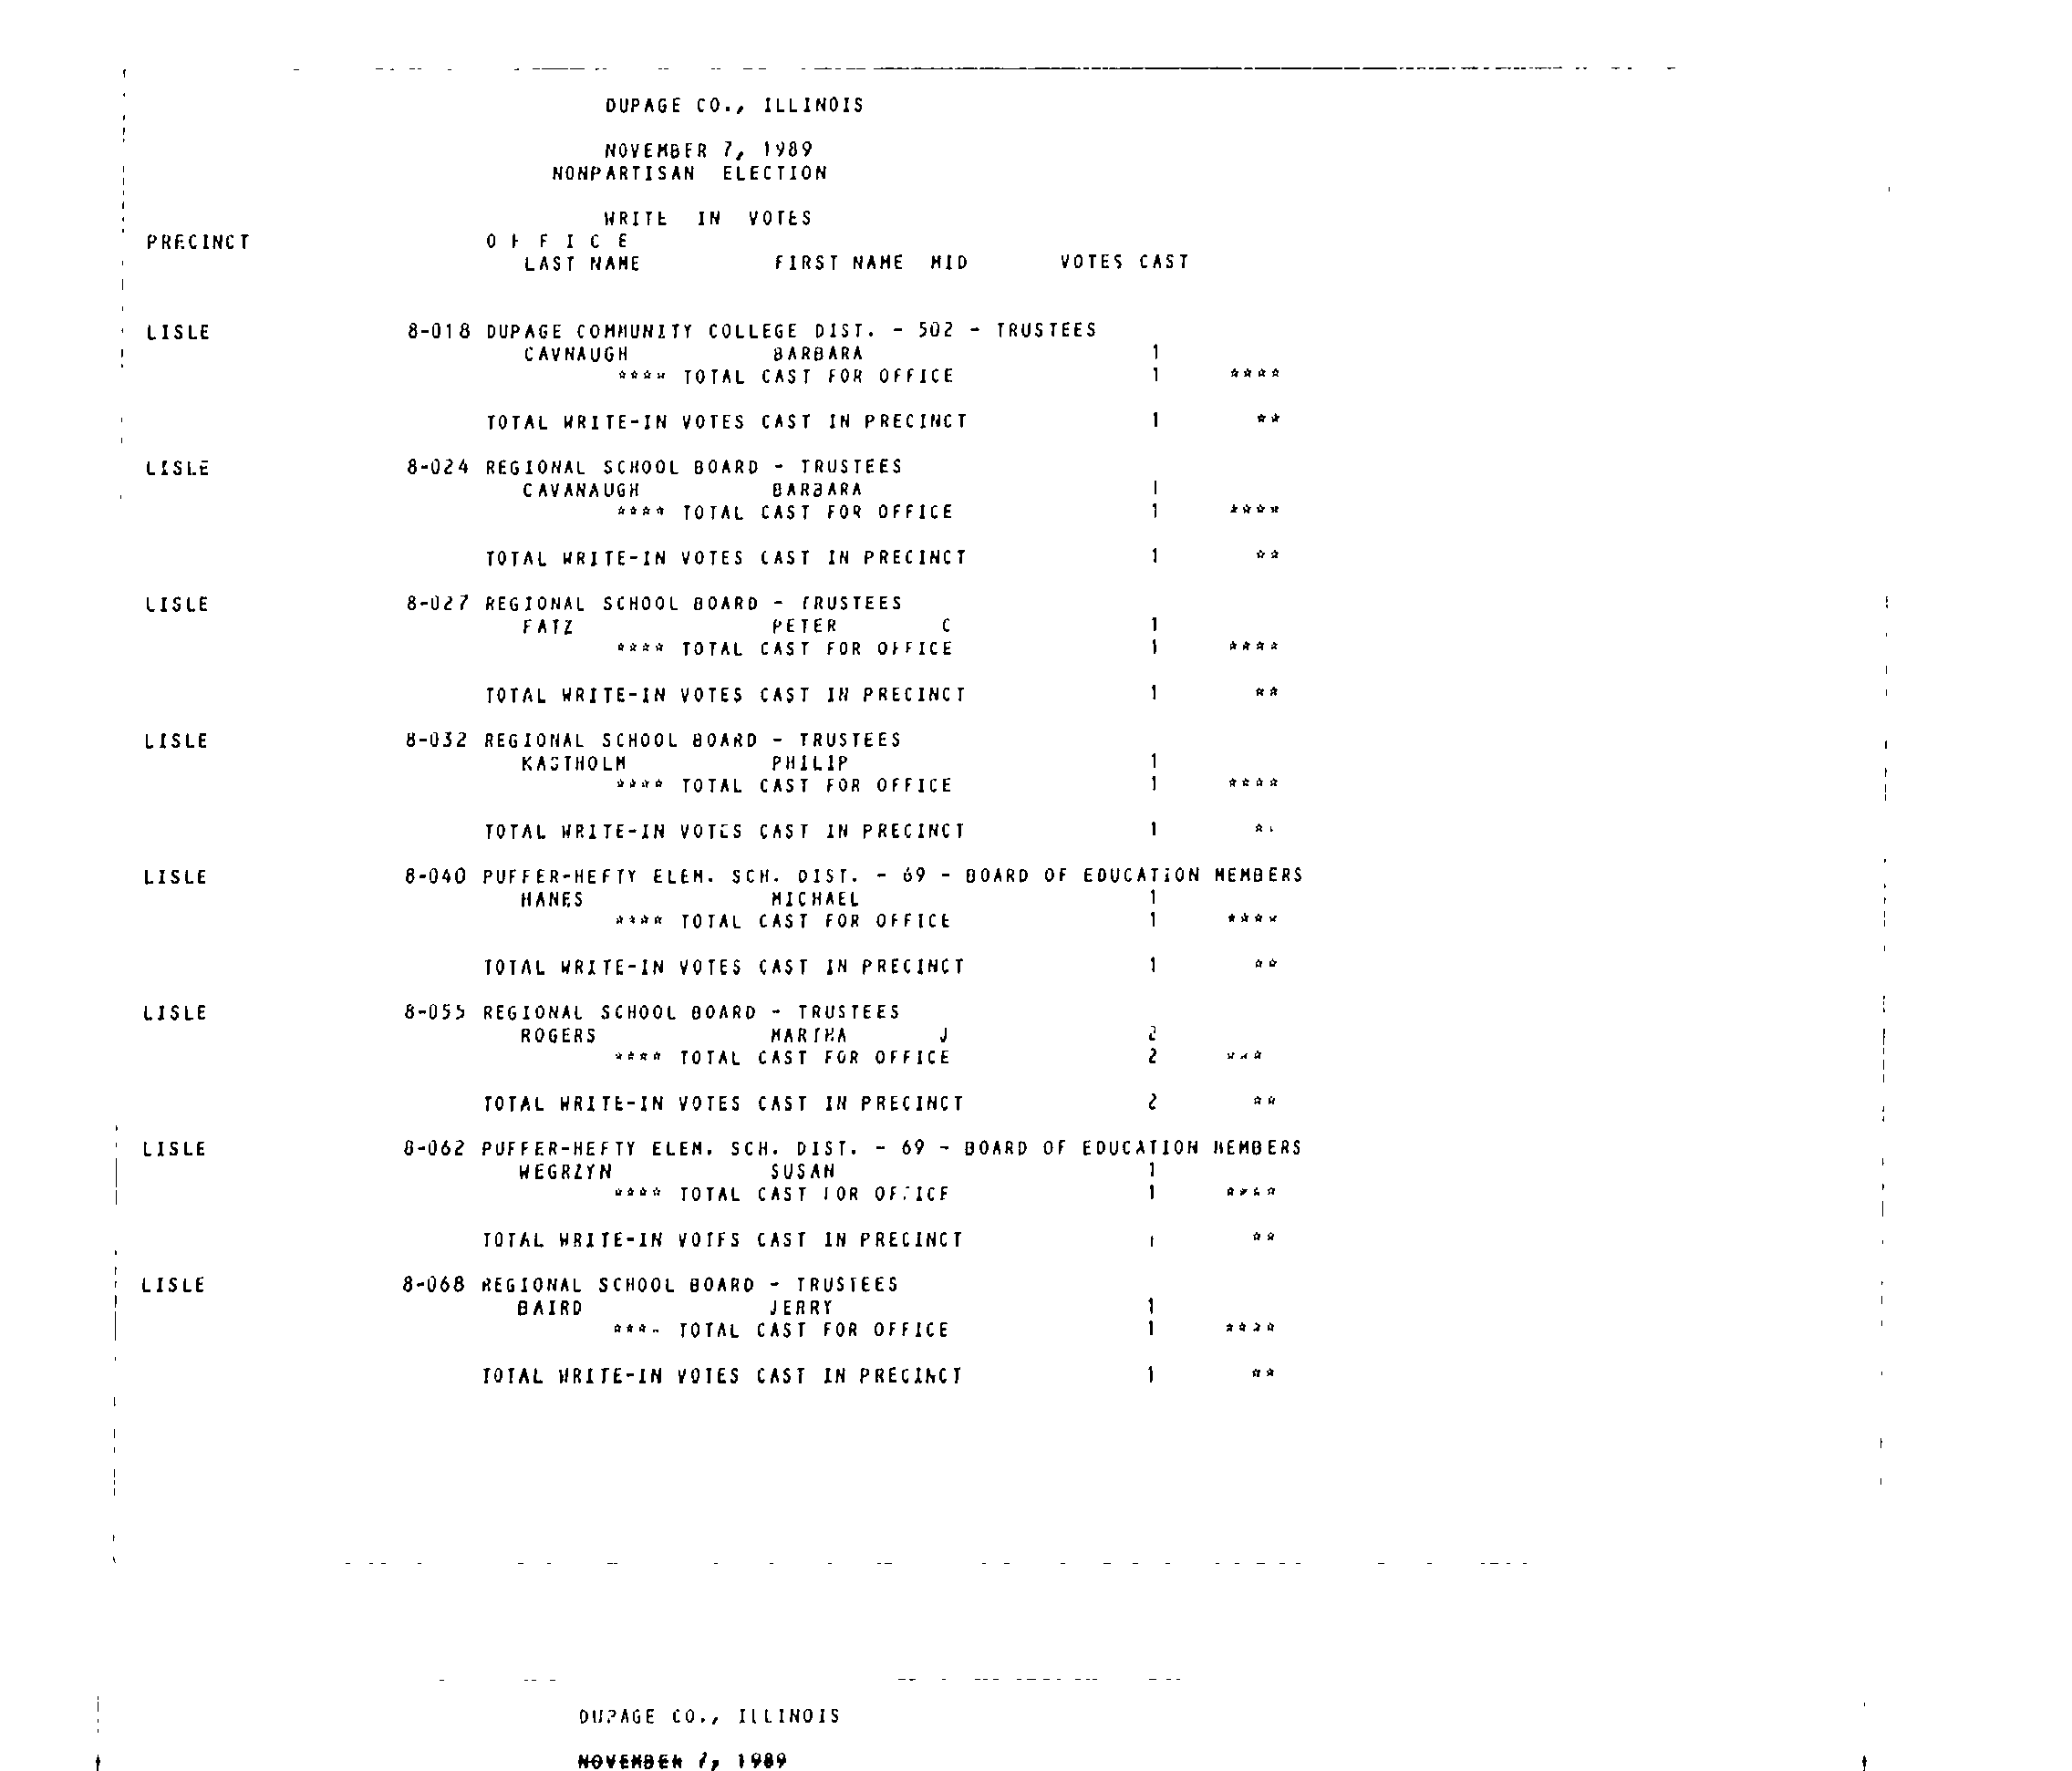 DUPAGE CO., ILLINOIS
NOVEMBER 7, 1989
NONPARTISAN ELECTION
WRITE IN VOTES
PRECINCT OFFICE
LAST NAME FIRST NAME MID VOTES CAST
LISLE 8-018 DUPAGE COMMUNITY COLLEGE DIST. - 502 - TRUSTEES
CAVNAUGH BARBARA 1
**** TOTAL CAST FOR OFFICE 1 ****
TOTAL WRITE-IN VOTES CAST IN PRECINCT 1 **
LISLE 8-024 REGIONAL SCHOOL BOARD - TRUSTEES
CAVANAUGH BARBARA 1
**** TOTAL CAST FOR OFFICE 1 ****
TOTAL WRITE-IN VOTES CAST IN PRECINCT 1 **
LISLE 8-027 REGIONAL SCHOOL BOARD - TRUSTEES
FATZ PETER C 1
**** TOTAL CAST FOR OFFICE 1 ****
TOTAL WRITE-IN VOTES CAST IN PRECINCT 1 **
LISLE 8-032 REGIONAL SCHOOL BOARD - TRUSTEES
KASTHOLM PHILIP 1
**** TOTAL CAST FOR OFFICE 1 ****
TOTAL WRITE-IN VOTES CAST IN PRECINCT 1 **
LISLE 8-040 PUFFER-HEFTY ELEM. SCH. DIST. - 69 - BOARD OF EDUCATION MEMBERS
HANES MICHAEL 1
**** TOTAL CAST FOR OFFICE 1 ****
TOTAL WRITE-IN VOTES CAST IN PRECINCT 1 **
LISLE 8-055 REGIONAL SCHOOL BOARD - TRUSTEES
ROGERS MARTHA J 2
**** TOTAL CAST FOR OFFICE 2 ***
TOTAL WRITE-IN VOTES CAST IN PRECINCT 2 **
LISLE 8-062 PUFFER-HEFTY ELEM. SCH. DIST. - 69 - BOARD OF EDUCATION MEMBERS
WEGRZYN SUSAN 1
**** TOTAL CAST FOR OFFICE 1 ****
TOTAL WRITE-IN VOTES CAST IN PRECINCT 1 **
LISLE 8-068 REGIONAL SCHOOL BOARD - TRUSTEES
BAIRD JERRY 1
**** TOTAL CAST FOR OFFICE 1 ****
TOTAL WRITE-IN VOTES CAST IN PRECINCT 1 **
DUPAGE CO., ILLINOIS
NOVEMBER 7, 1989